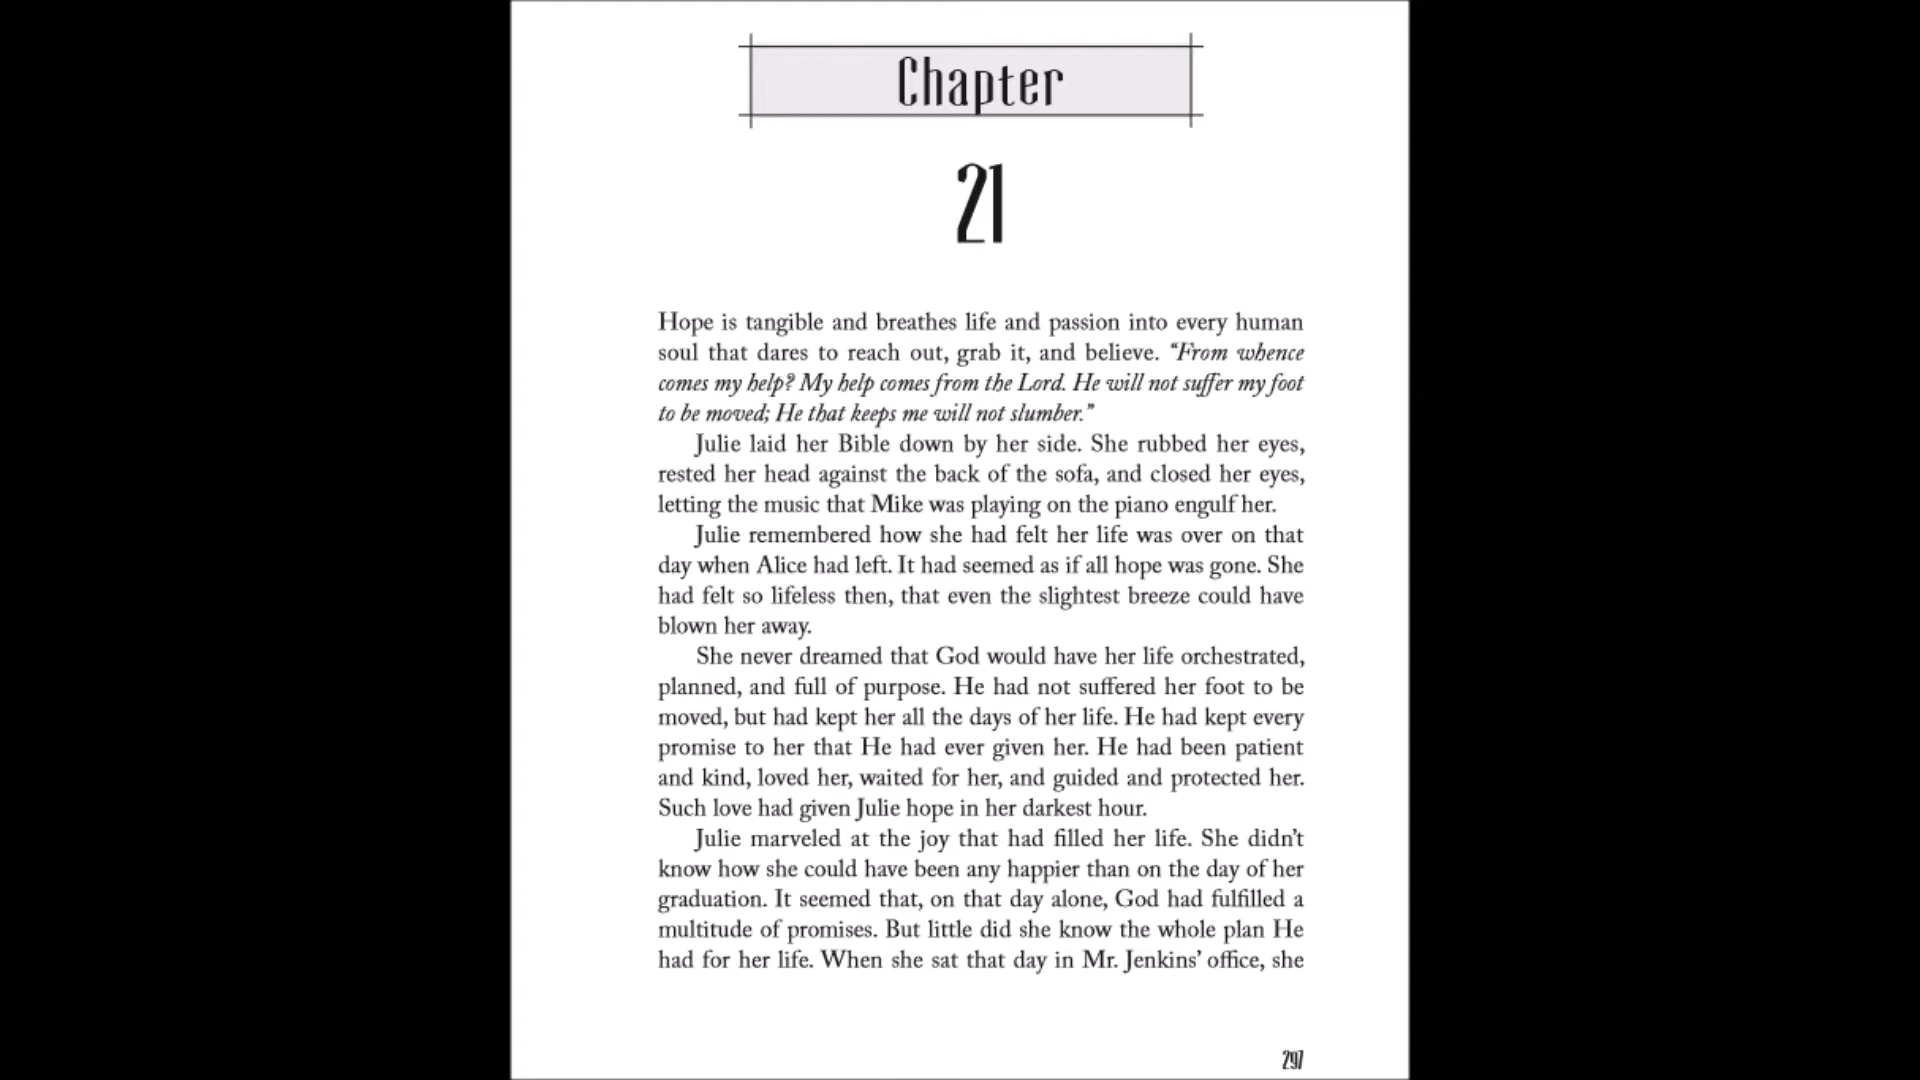 Chapter
21
Hope is tangible and breathes life and passion into every human
soul that dares to reach out, grab it, and believe. “From whence
comes my help? My help comes from the Lord. He will not suffer my foot
to be moved; He that keeps me will not slumber.”
Julie laid her Bible down by her side. She rubbed her eyes,
rested her head against the back of the sofa, and closed her eyes,
letting the music that Mike was playing on the piano engulf her.
Julie remembered how she had felt her life was over on that
day when Alice had left. It had seemed as if all hope was gone. She
had felt so lifeless then, that even the slightest breeze could have
blown her away.
She never dreamed that God would have her life orchestrated,
planned, and full of purpose. He had not suffered her foot to be
moved, but had kept her all the days of her life. He had kept every
promise to her that He had ever given her. He had been patient
and kind, loved her, waited for her, and guided and protected her.
Such love had given Julie hope in her darkest hour.
Julie marveled at the joy that had filled her life. She didn’t
know how she could have been any happier than on the day of her
graduation. It seemed that, on that day alone, God had fulfilled a
multitude of promises. But little did she know the whole plan He
had for her life. When she sat that day in Mr. Jenkins’ office, she
297